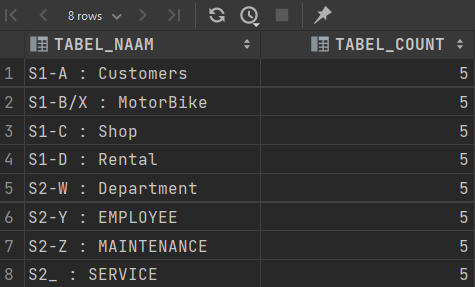 8 rows
TABEL_NAAM TABEL_COUNT
1 S1-A : Customers 5
2 S1-B/X : MotorBike 5
3 S1-C : Shop 5
4 S1-D : Rental 5
5 S2-W : Department 5
6 S2-Y : EMPLOYEE 5
7 S2-Z : MAINTENANCE 5
8 S2_ : SERVICE 5